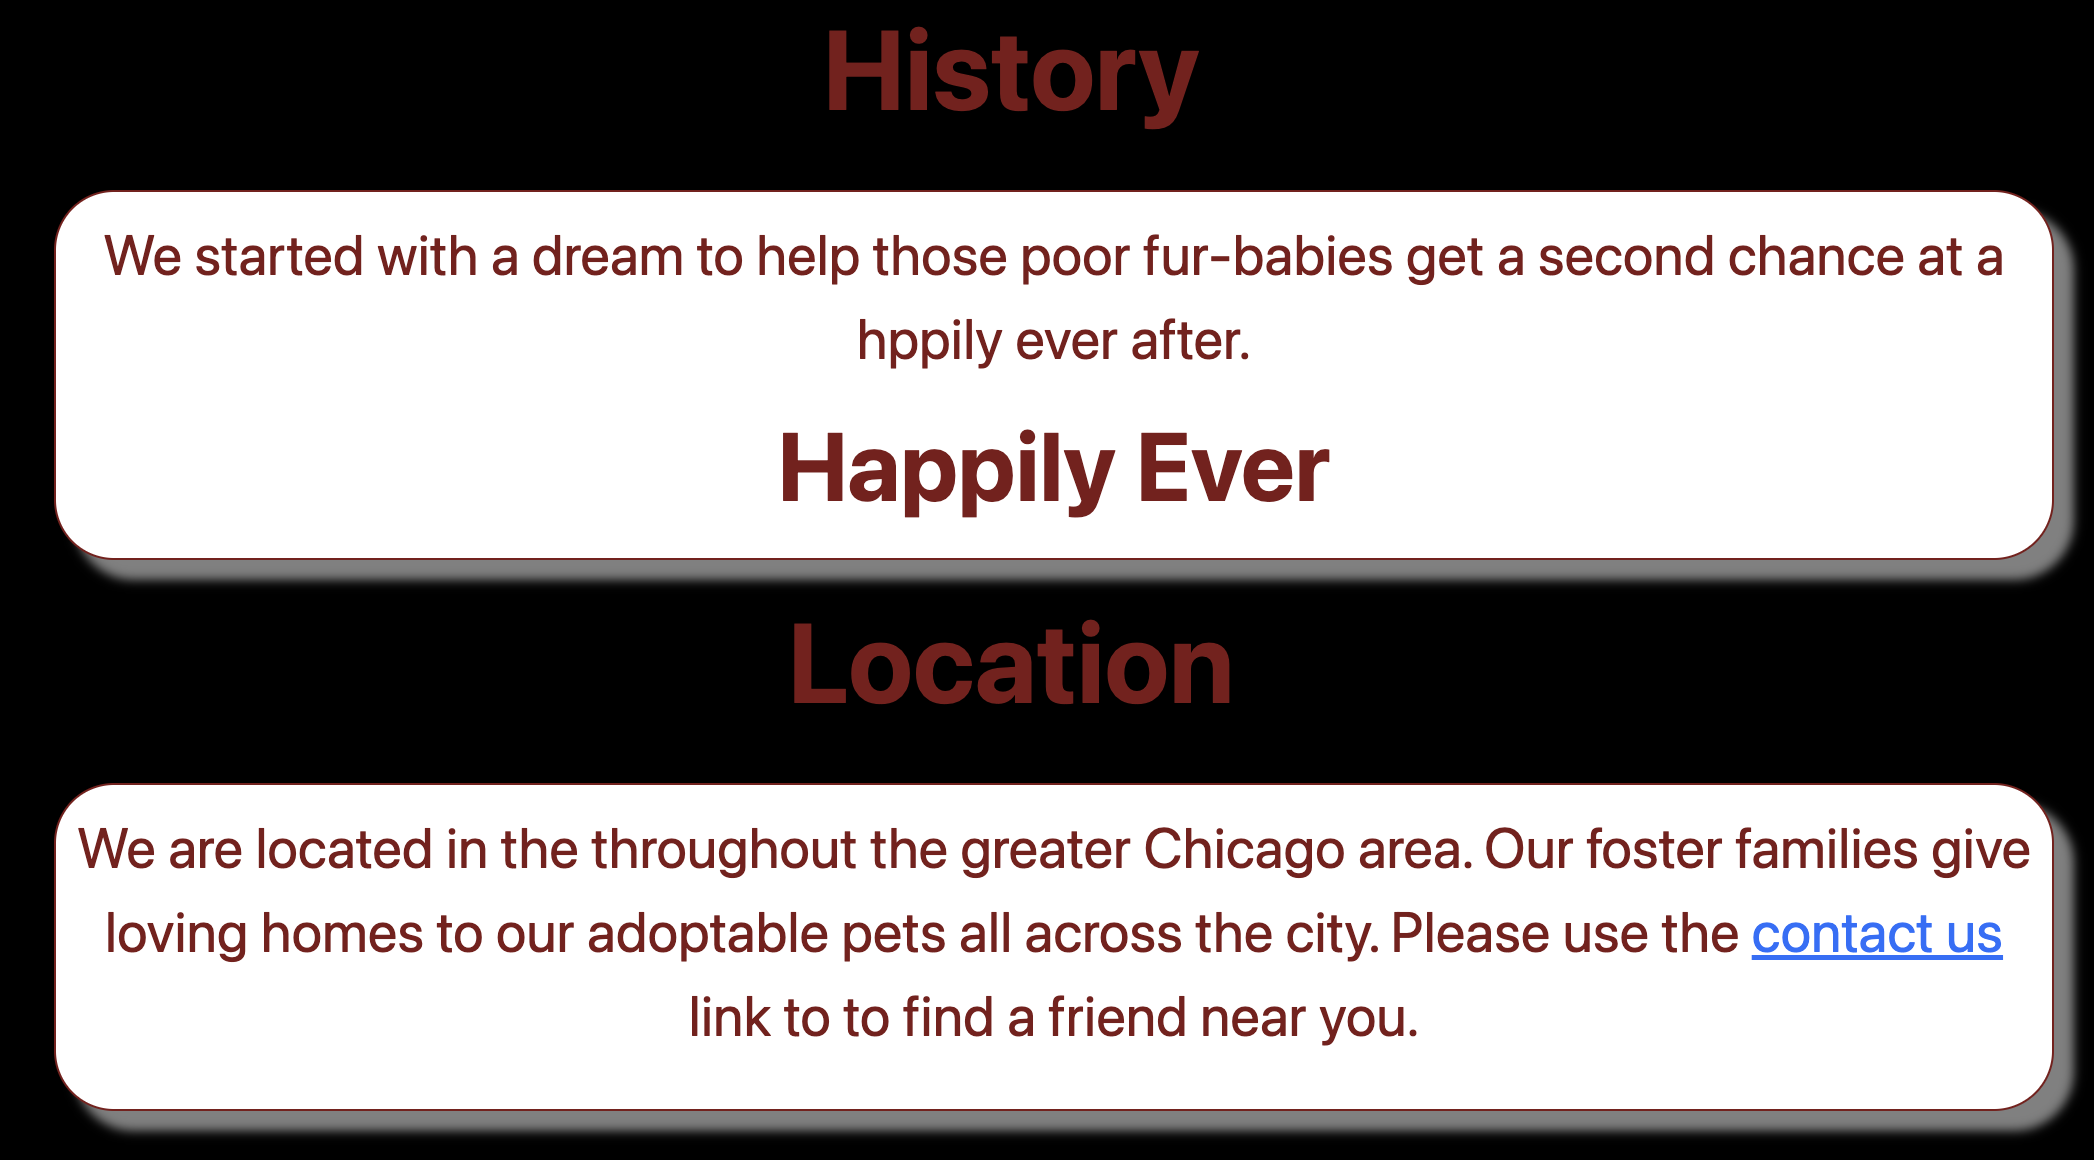 History
We started with a dream to help those poor fur-babies get a second chance at a
hppily ever after.
Happily Ever
Location
We are located in the throughout the greater Chicago area. Our foster families give
loving homes to our adoptable pets all across the city. Please use the contact us
link to to find a friend near you.